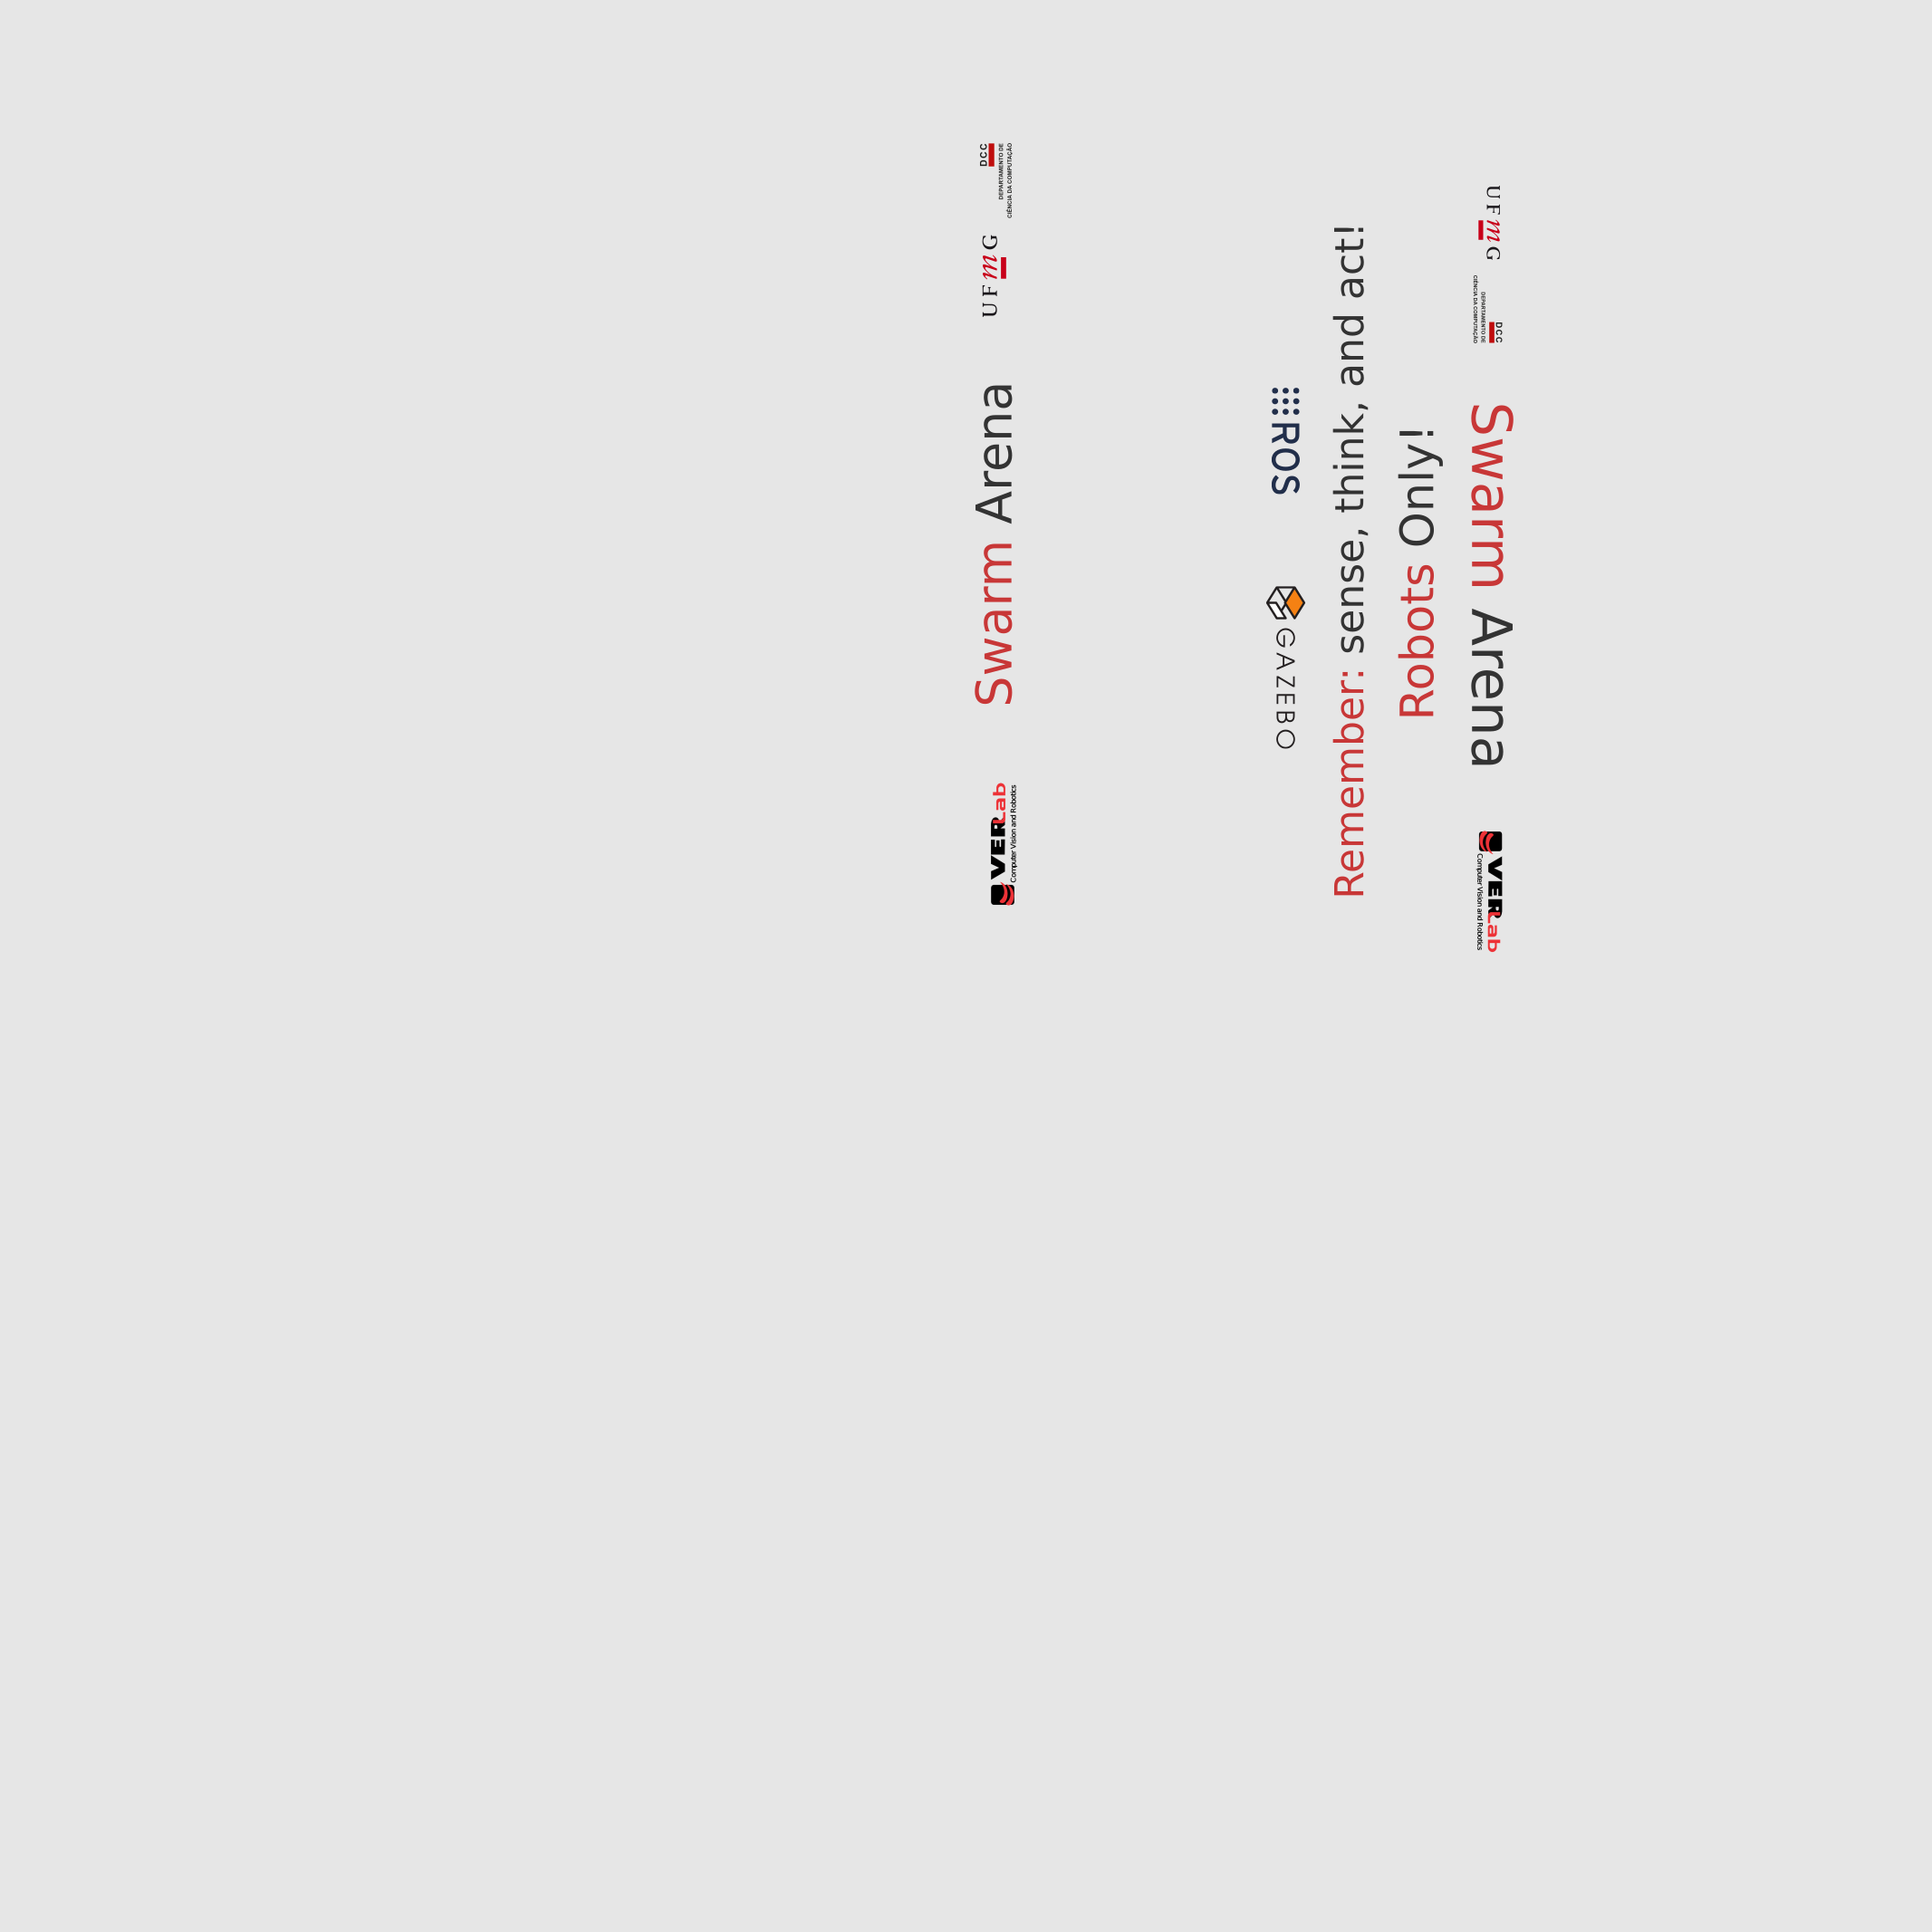 VERLab
Computer Vision and Robotics
Swarm Arena
UFmG
DCC
DEPARTAMENTO DE
CIÊNCIA DA COMPUTAÇÃO
ROS
GAZEBO
Remember: sense, think, and act!
Robots Only!
UFmG
DCC
DEPARTAMENTO DE
CIÊNCIA DA COMPUTAÇÃO
Swarm Arena
VERLab
Computer Vision and Robotics